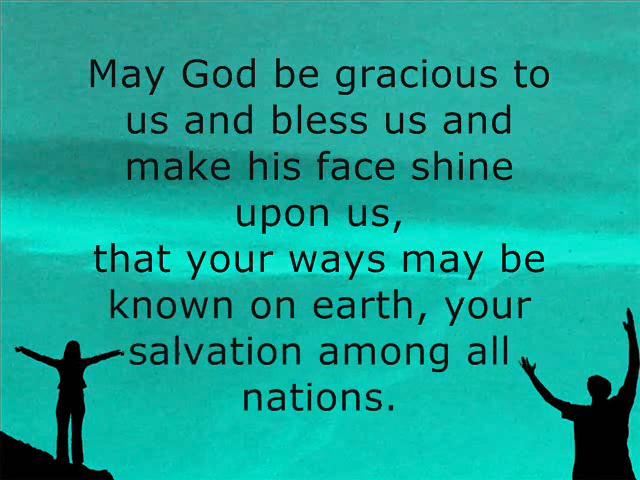 May God be gracious to
us and bless us and
make his face shine
upon us,
that your ways may be
known on earth, your
salvation among all
nations.